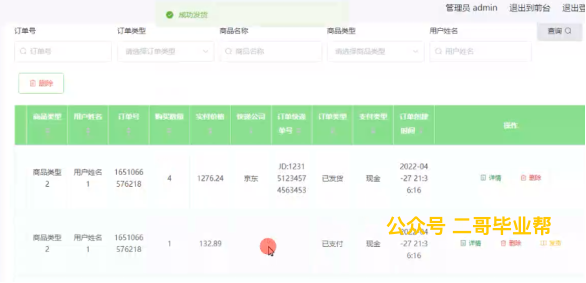 管理员 admin 退出到前台 退出登
成功发货
订单号 订单类型 商品名称 商品类型 用户姓名
订单号 请选择订单类型 商品名称 请选择商品类型 用户姓名 查询
删除
商品类型 用户姓名 订单号 购买数量 实付价格 快递公司 订单快递单号 订单类型 支付类型 订单创建时间 操作
商品类型2 用户姓名1 1651066576218 4 1276.24 京东 JD:123151234574563453 已发货 现金 2022-04-27 21:36:16 详情 删除
商品类型2 用户姓名1 1651066576218 1 132.89 已支付 现金 2022-04-27 21:36:16 详情 删除 发货
公众号 二哥毕业帮